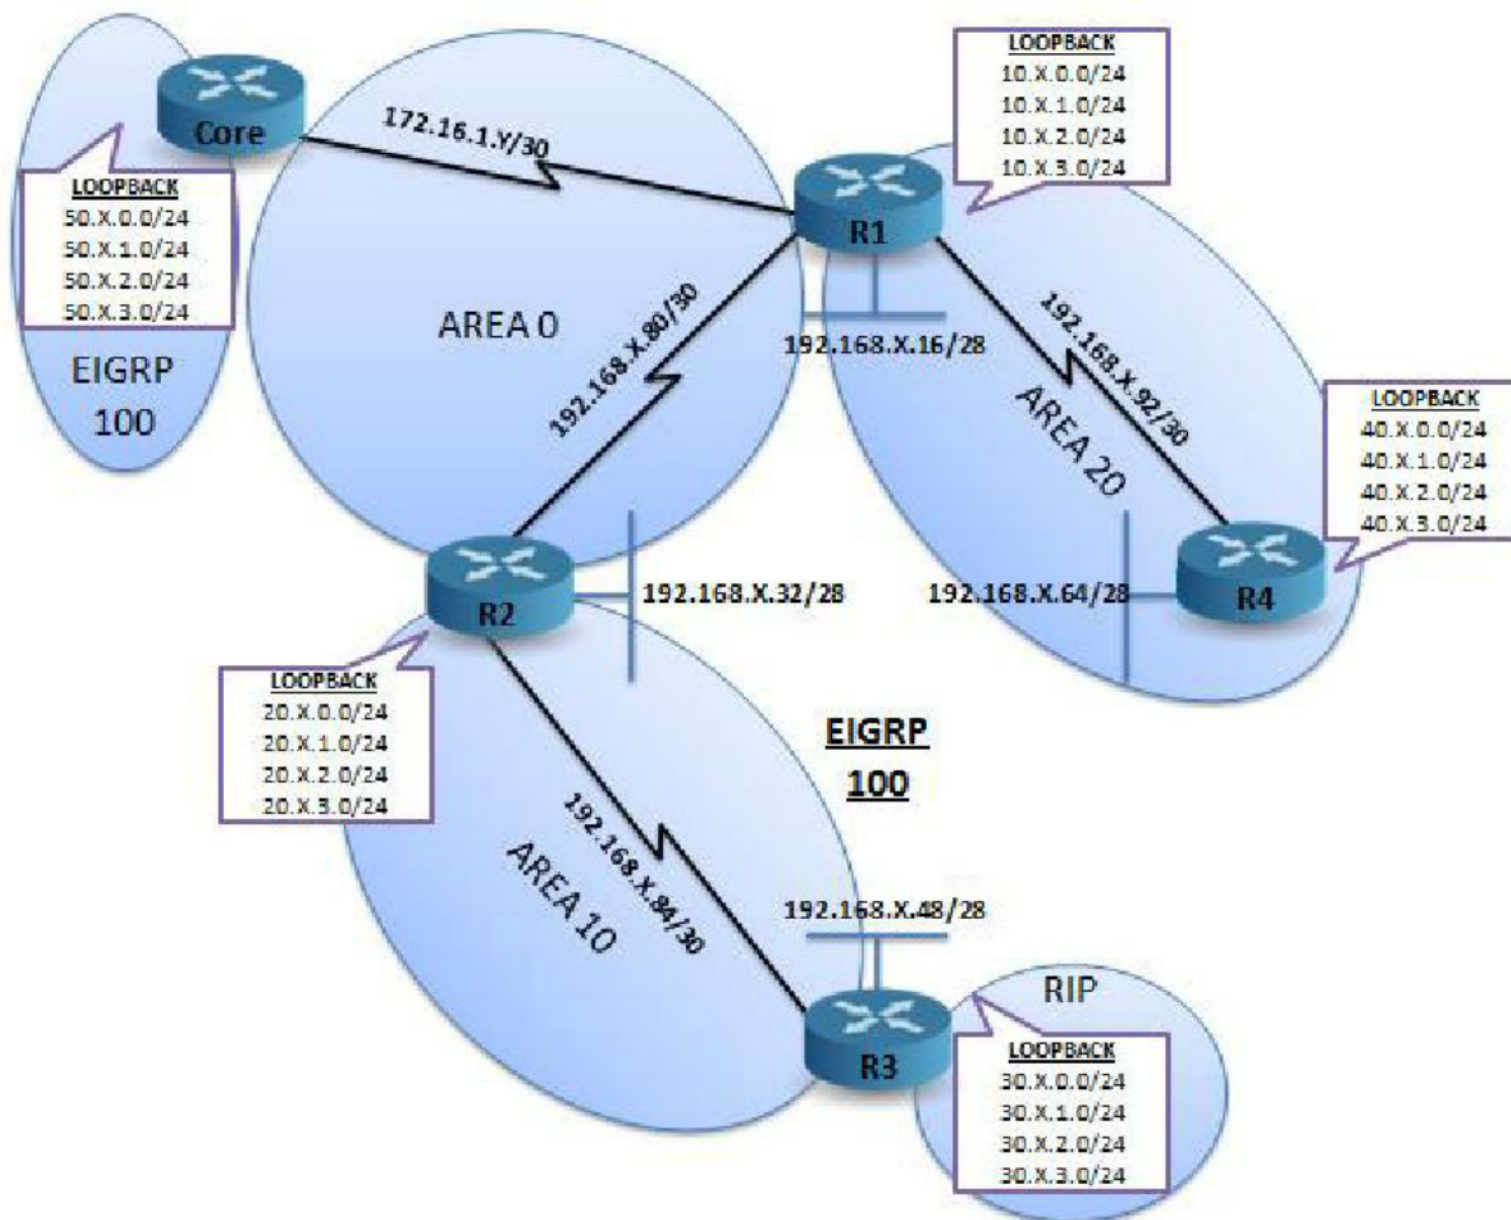 Core
LOOPBACK
50.X.0.0/24
50.X.1.0/24
50.X.2.0/24
50.X.3.0/24
EIGRP
100
172.16.1.Y/30
AREA 0
192.168.X.80/30
LOOPBACK
10.X.0.0/24
10.X.1.0/24
10.X.2.0/24
10.X.3.0/24
R1
192.168.X.16/28
192.168.X.92/30
AREA 20
LOOPBACK
40.X.0.0/24
40.X.1.0/24
40.X.2.0/24
40.X.3.0/24
192.168.X.64/28
R4
R2
192.168.X.32/28
LOOPBACK
20.X.0.0/24
20.X.1.0/24
20.X.2.0/24
20.X.3.0/24
EIGRP
100
192.168.X.84/30
AREA 10
192.168.X.48/28
R3
RIP
LOOPBACK
30.X.0.0/24
30.X.1.0/24
30.X.2.0/24
30.X.3.0/24